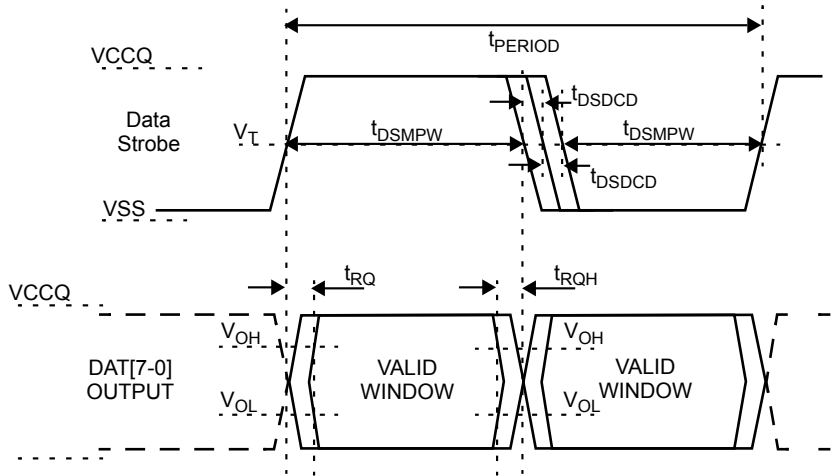 tPERIOD
VCCQ
tDSDCD
Data
Strobe
VT
tDSMPW
tDSMPW
tDSDCD
VSS
tRQ
tRQH
VCCQ
VOH
VOH
DAT[7-0]
OUTPUT
VALID
WINDOW
VALID
WINDOW
VOL
VOL